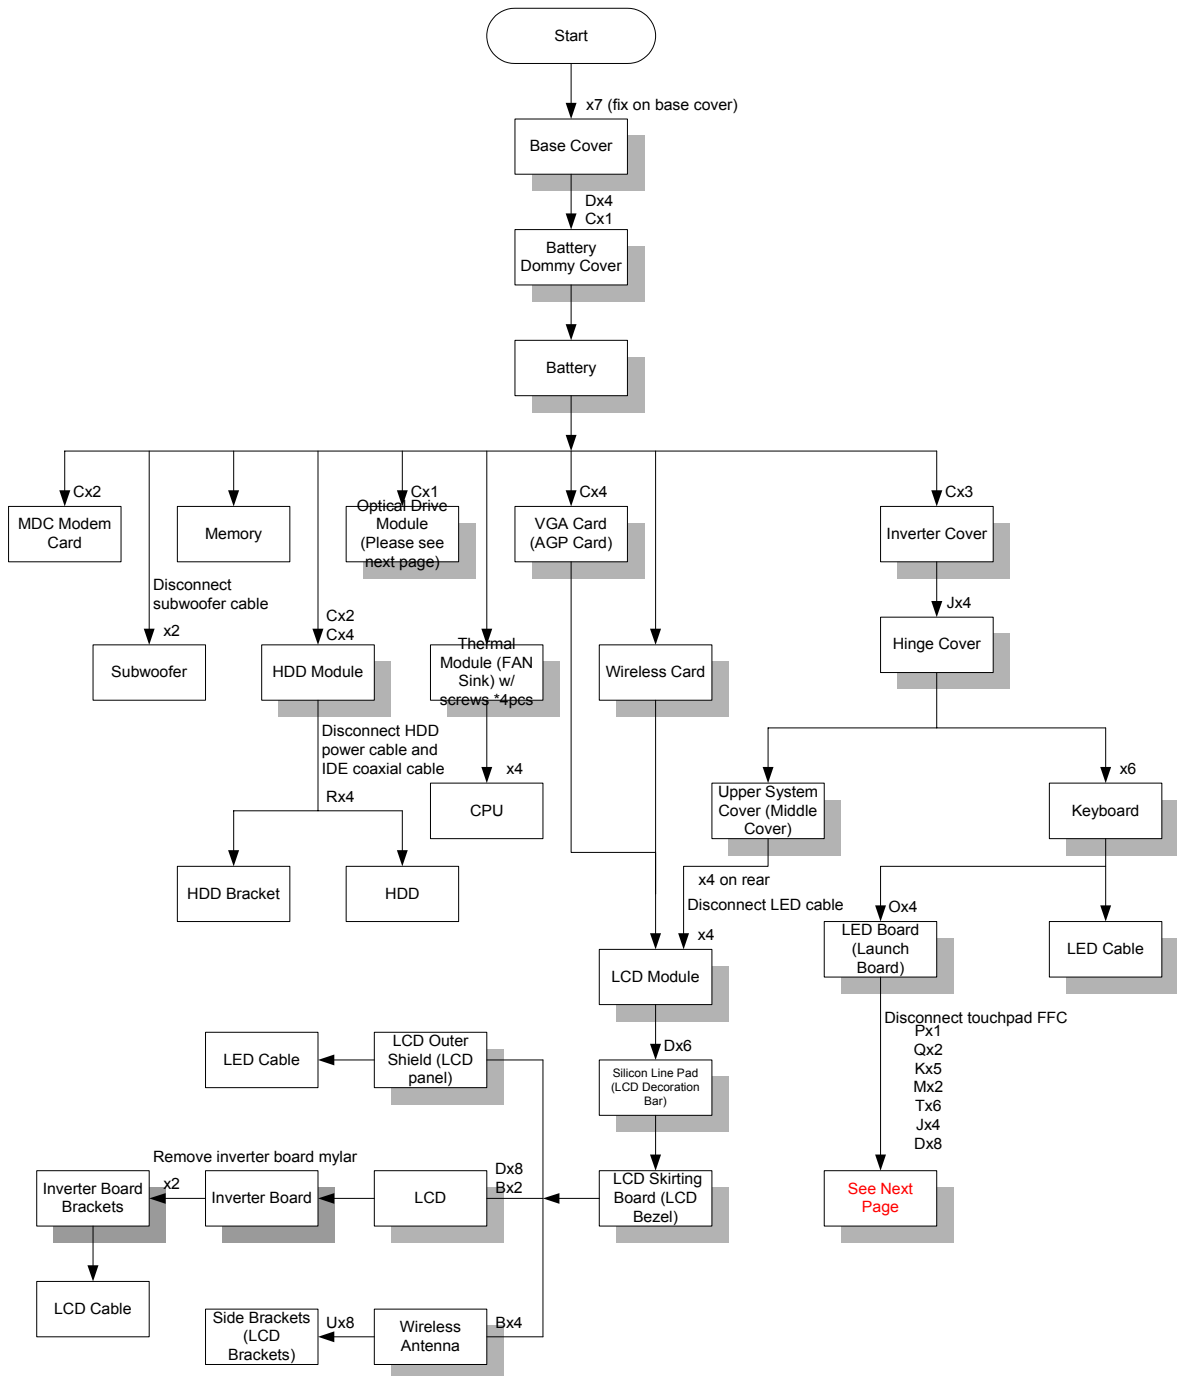 Start
x7 (fix on base cover)
Base Cover
Dx4
Cx1
Battery
Dommy Cover
Battery
Cx2
Cx1
Cx4
Cx3
MDC Modem
Card
Memory
Optical Drive
Module
(Please see
next page)
VGA Card
(AGP Card)
Inverter Cover
Disconnect
subwoofer cable
x2
Cx2
Cx4
Jx4
Subwoofer
HDD Module
Thermal
Module (FAN
Sink) w/
screws *4pcs
Wireless Card
Hinge Cover
Disconnect HDD
power cable and
IDE coaxial cable
Rx4
x4
x6
CPU
Upper System
Cover (Middle
Cover)
Keyboard
HDD Bracket
HDD
x4 on rear
Disconnect LED cable
x4
Ox4
LCD Module
LED Board
(Launch
Board)
LED Cable
Disconnect touchpad FFC
Px1
Qx2
Kx5
Mx2
Tx6
Jx4
Dx8
Dx6
LED Cable
LCD Outer
Shield (LCD
panel)
Silicon Line Pad
(LCD Decoration
Bar)
Remove inverter board mylar
x2
Dx8
Bx2
Inverter Board
Brackets
Inverter Board
LCD
LCD Skirting
Board (LCD
Bezel)
See Next
Page
LCD Cable
Side Brackets
(LCD
Brackets)
Ux8
Wireless
Antenna
Bx4